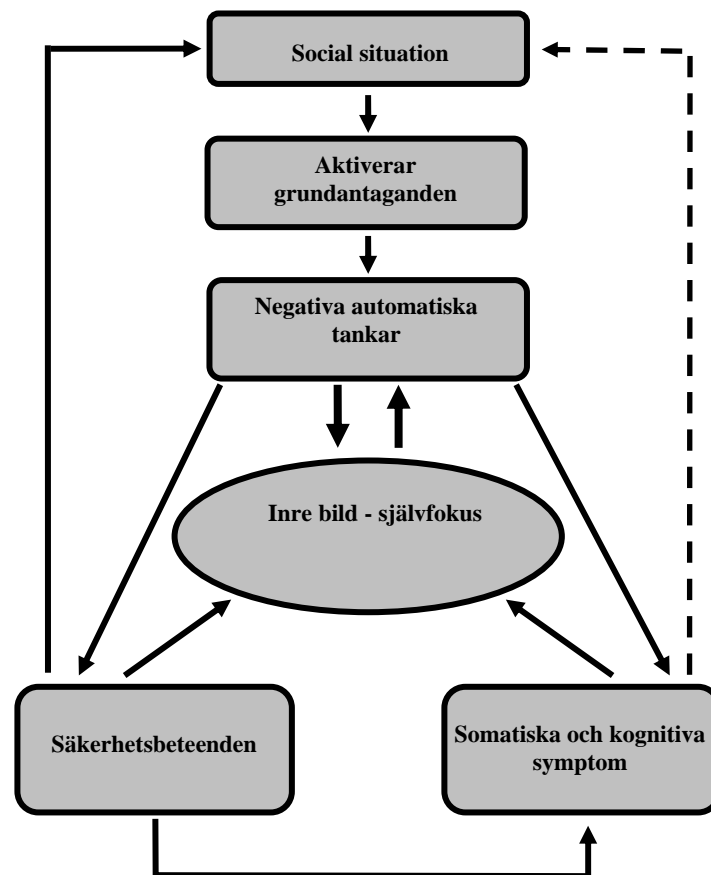 Social situation
Aktiverar
grundantaganden
Negativa automatiska
tankar
Inre bild - självfokus
Säkerhetsbeteenden
Somatiska och kognitiva
symptom